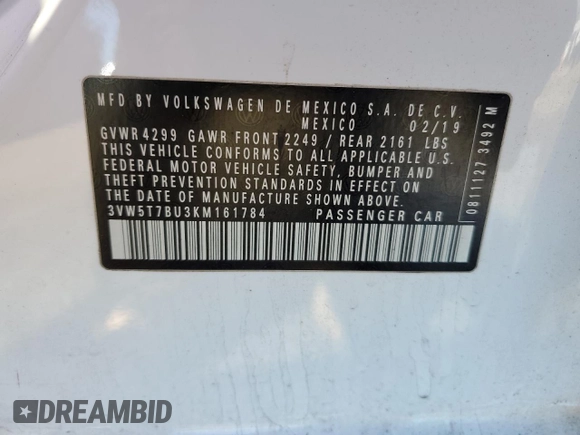 MFD BY VOLKSWAGEN DE MEXICO S.A. DE C.V.
MEXICO 02/19
GVWR 4299 GAWR FRONT 2249 / REAR 2161 LBS
THIS VEHICLE CONFORMS TO ALL APPLICABLE U.S.
FEDERAL MOTOR VEHICLE SAFETY, BUMPER AND
THEFT PREVENTION STANDARDS IN EFFECT ON THE
DATE OF MANUFACTURE SHOWN ABOVE.
3VW5T7BU3KM161784 PASSENGER CAR
0811127 3492 M
DREAMBID